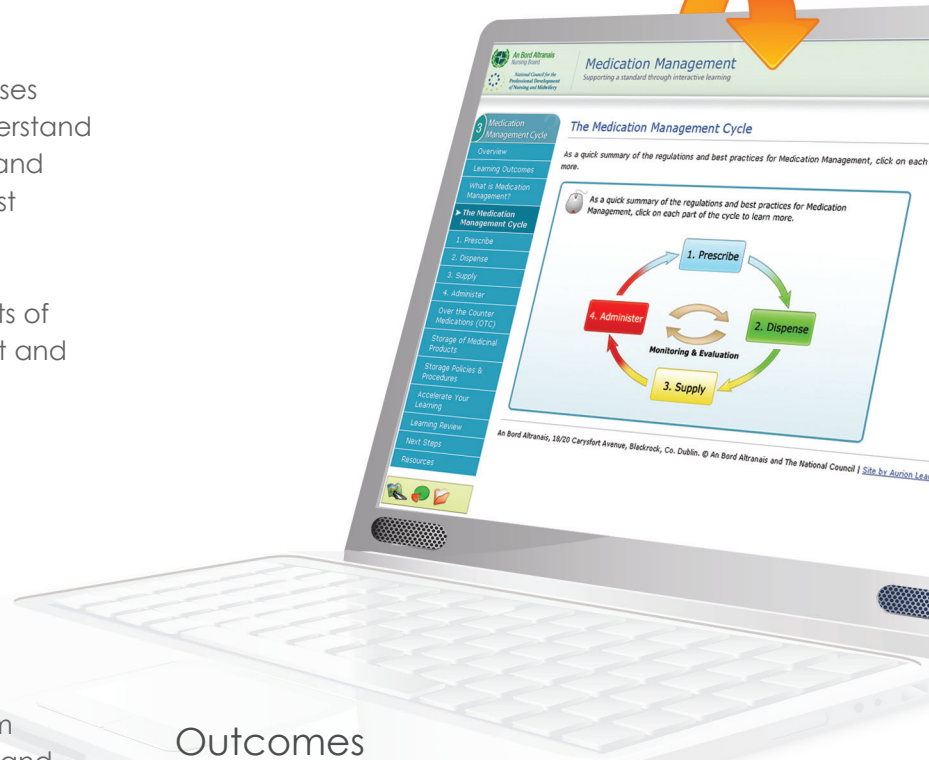 ses
erstand
and
st
ts of
t and
and
Outcomes
An Bord Altranais
Nursing Board
National Council for the
Professional Development
of Nursing and Midwifery
Medication Management
Supporting a standard through interactive learning
3 Medication
Management Cycle
Overview
Learning Outcomes
What is Medication
Management?
➤ The Medication
Management Cycle
1. Prescribe
2. Dispense
3. Supply
4. Administer
Over the Counter
Medications (OTC)
Storage of Medicinal
Products
Storage Policies &
Procedures
Accelerate Your
Learning
Learning Review
Next Steps
Resources
The Medication Management Cycle
As a quick summary of the regulations and best practices for Medication Management, click on each
more.
As a quick summary of the regulations and best practices for Medication
Management, click on each part of the cycle to learn more.
1. Prescribe
2. Dispense
3. Supply
4. Administer
Monitoring & Evaluation
An Bord Altranais, 18/20 Carysfort Avenue, Blackrock, Co. Dublin. © An Bord Altranais and The National Council | Site by Aurion Lea